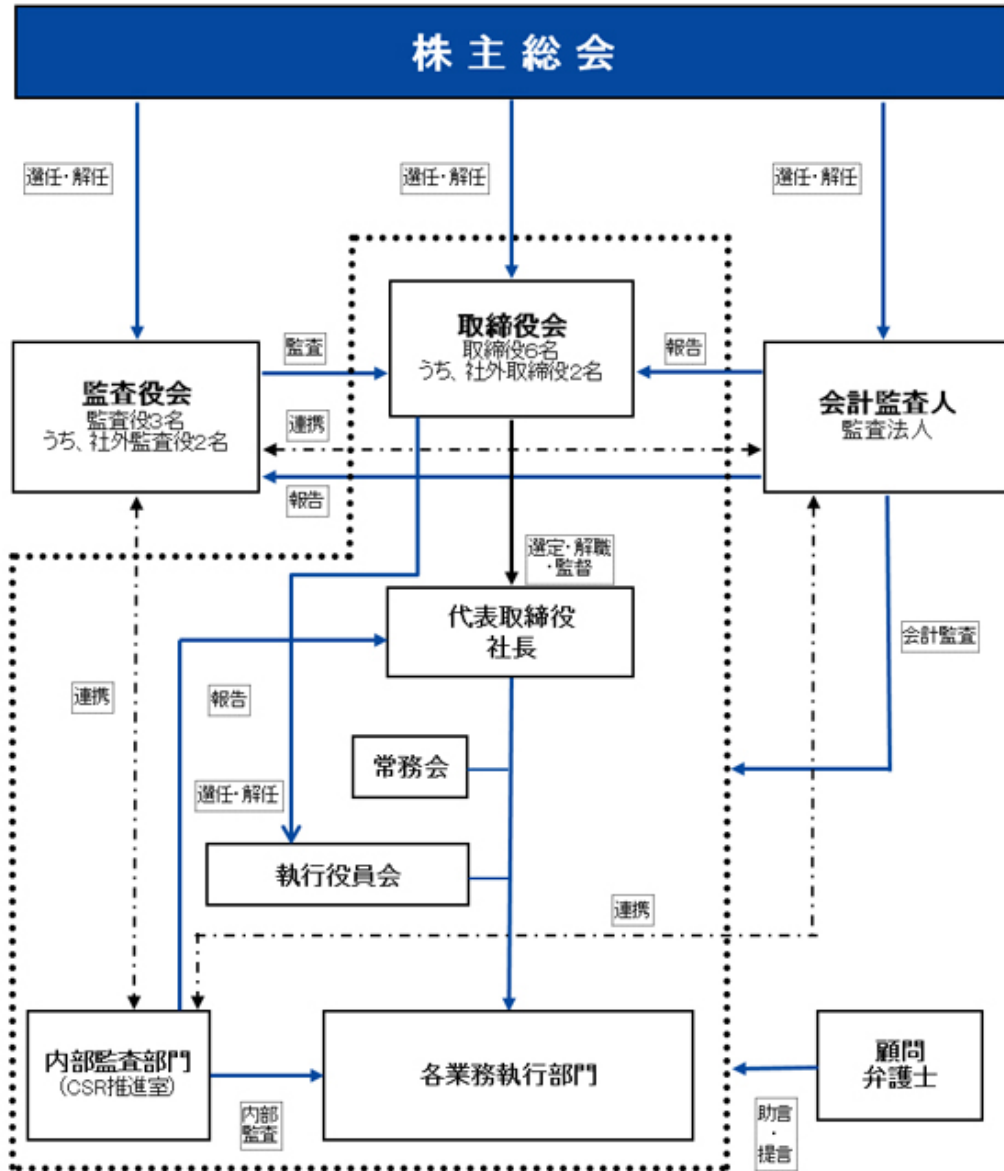 株主総会
選任・解任
選任・解任
選任・解任
取締役会
取締役6名
うち、社外取締役2名
監査
報告
監査役会
監査役3名
うち、社外監査役2名
会計監査人
監査法人
連携
報告
選定・解職
・監督
代表取締役
社長
会計監査
連携
報告
常務会
選任・解任
執行役員会
連携
内部監査部門
(CSR推進室)
各業務執行部門
顧問
弁護士
内部
監査
助言
・
提言